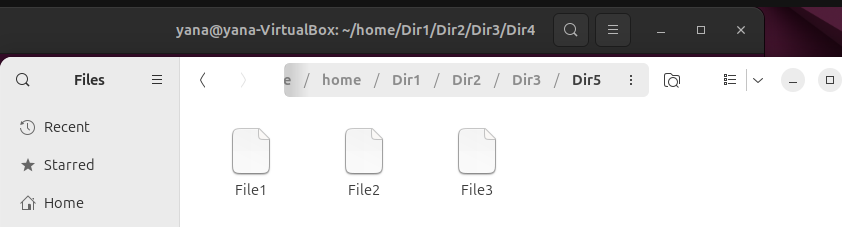 yana@yana-VirtualBox: ~/home/Dir1/Dir2/Dir3/Dir4
Files
e / home / Dir1 / Dir2 / Dir3 / Dir5
Recent
Starred
Home
File1 File2 File3